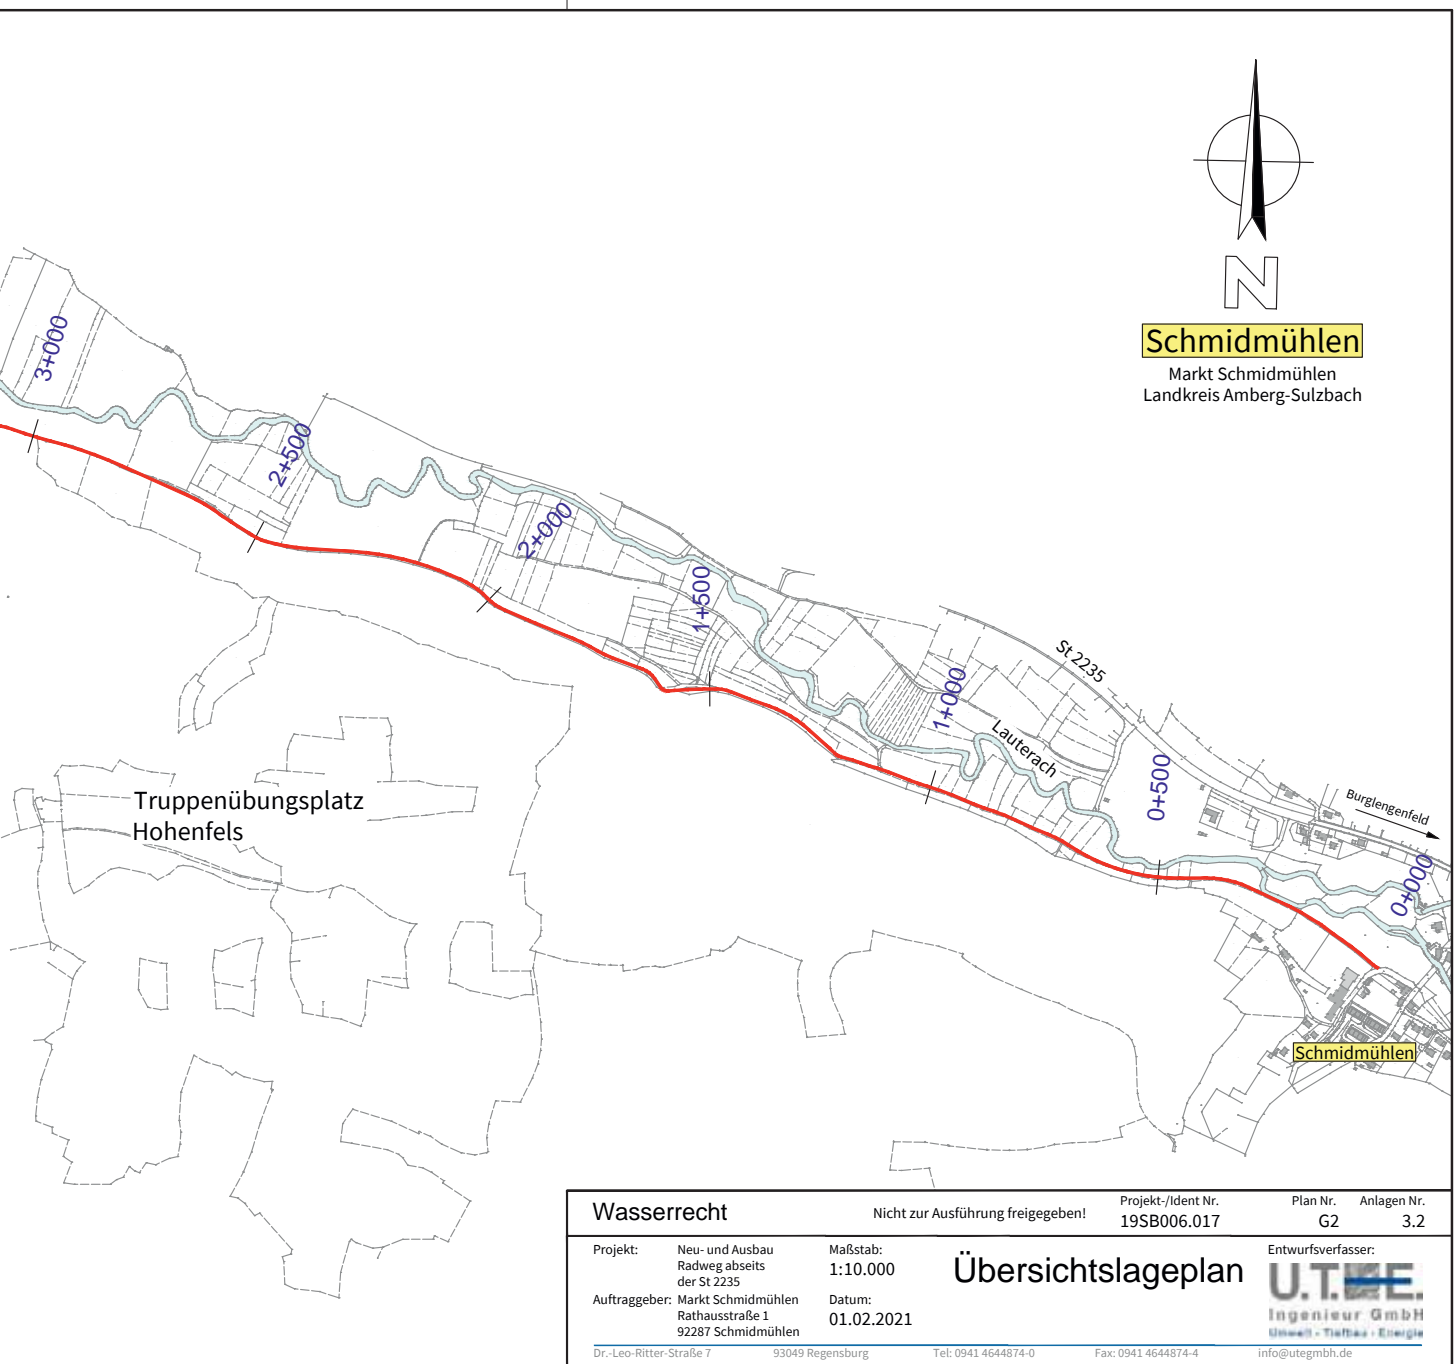 N
Schmidmühlen
Markt Schmidmühlen
Landkreis Amberg-Sulzbach
3+000
2+500
2+000
1+500
St 2235
1+000
Lauterach
0+500
Burglengenfeld
0+000
Truppenübungsplatz
Hohenfels
Schmidmühlen
Wasserrecht
Nicht zur Ausführung freigegeben!
Projekt-/Ident Nr.
19SB006.017
Plan Nr.
G2
Anlagen Nr.
3.2
Projekt:
Neu- und Ausbau
Radweg abseits
der St 2235
Auftraggeber:
Markt Schmidmühlen
Rathausstraße 1
92287 Schmidmühlen
Maßstab:
1:10.000
Datum:
01.02.2021
Übersichtslageplan
Entwurfsverfasser:
U.T.E.
Ingenieur GmbH
Umwelt - Tiefbau - Energie
Dr.-Leo-Ritter-Straße 7 93049 Regensburg Tel: 0941 4644874-0 Fax: 0941 4644874-4 info@utegmbh.de